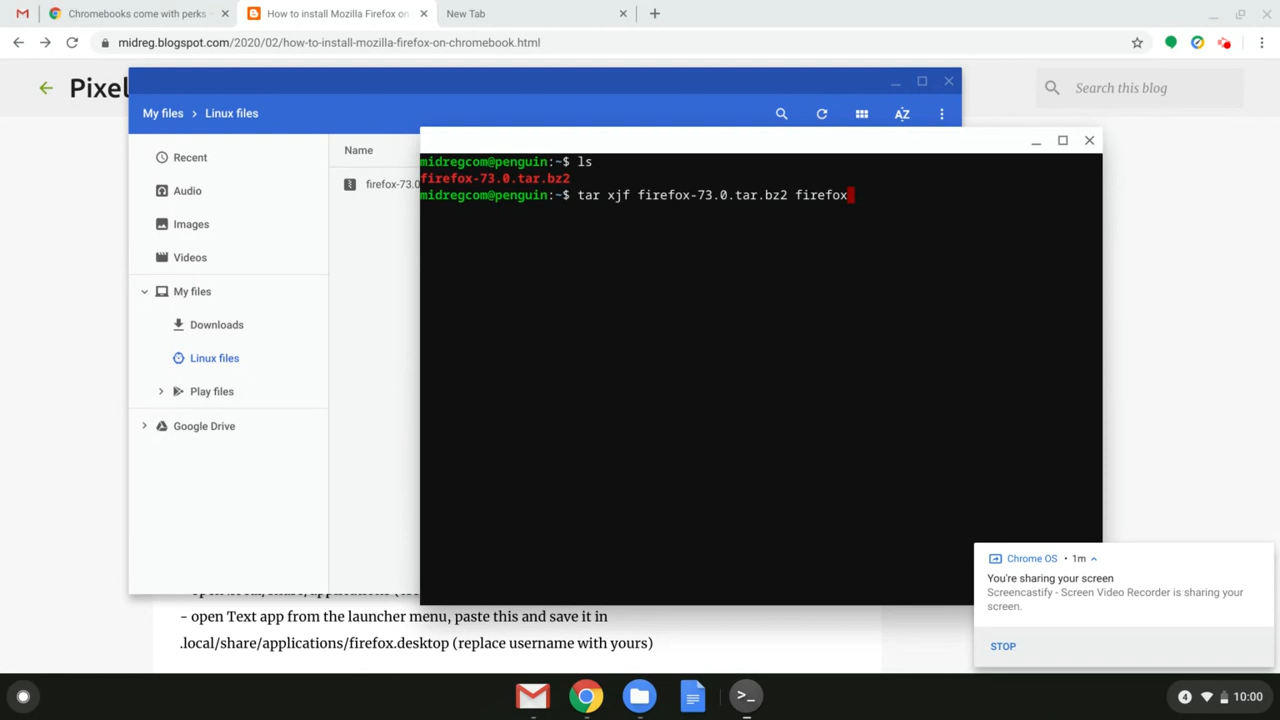 Chromebooks come with perks
How to install Mozilla Firefox on
New Tab
midreg.blogspot.com/2020/02/how-to-install-mozilla-firefox-on-chromebook.html
Pixel
Search this blog
My files > Linux files
AZ
Recent
Audio
Images
Videos
My files
Downloads
Linux files
Play files
Google Drive
Name
firefox-73.0
midregcom@penguin:~$ ls
firefox-73.0.tar.bz2
midregcom@penguin:~$ tar xjf firefox-73.0.tar.bz2 firefox
- open Text app from the launcher menu, paste this and save it in
.local/share/applications/firefox.desktop (replace username with yours)
Chrome OS • 1m
You're sharing your screen
Screencastify - Screen Video Recorder is sharing your
screen.
STOP
4
10:00